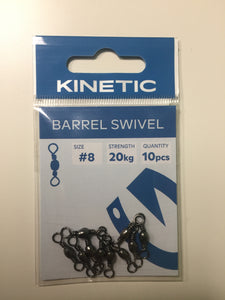 KINETIC
BARREL SWIVEL
SIZE STRENGTH QUANTITY
#8 20kg 10pcs